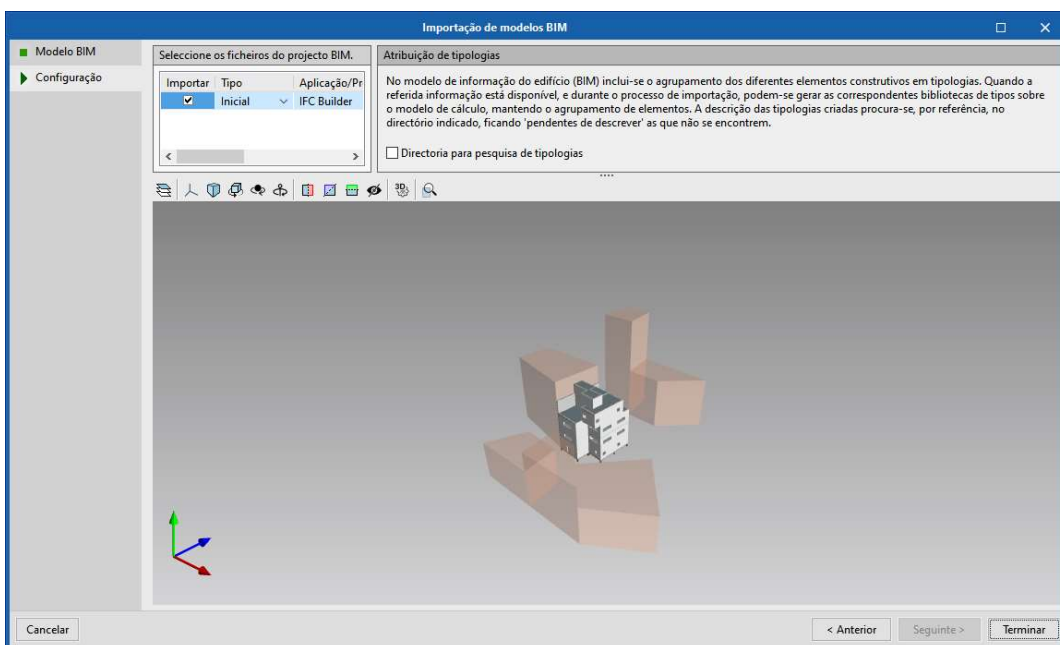 Importação de modelos BIM
Modelo BIM
Configuração
Seleccione os ficheiros do projecto BIM.
Importar Tipo Aplicação/Pr
Inicial IFC Builder
Atribuição de tipologias
No modelo de informação do edifício (BIM) inclui-se o agrupamento dos diferentes elementos construtivos em tipologias. Quando a
referida informação está disponível, e durante o processo de importação, podem-se gerar as correspondentes bibliotecas de tipos sobre
o modelo de cálculo, mantendo o agrupamento de elementos. A descrição das tipologias criadas procura-se, por referência, no
directório indicado, ficando 'pendentes de descrever' as que não se encontrem.
Directoria para pesquisa de tipologias
3D
Cancelar
< Anterior
Seguinte >
Terminar